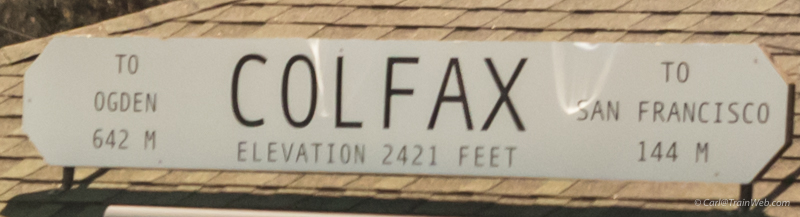 TO
OGDEN
642 M
COLFAX
ELEVATION 2421 FEET
TO
SAN FRANCISCO
144 M
© Carl@TrainWeb.com